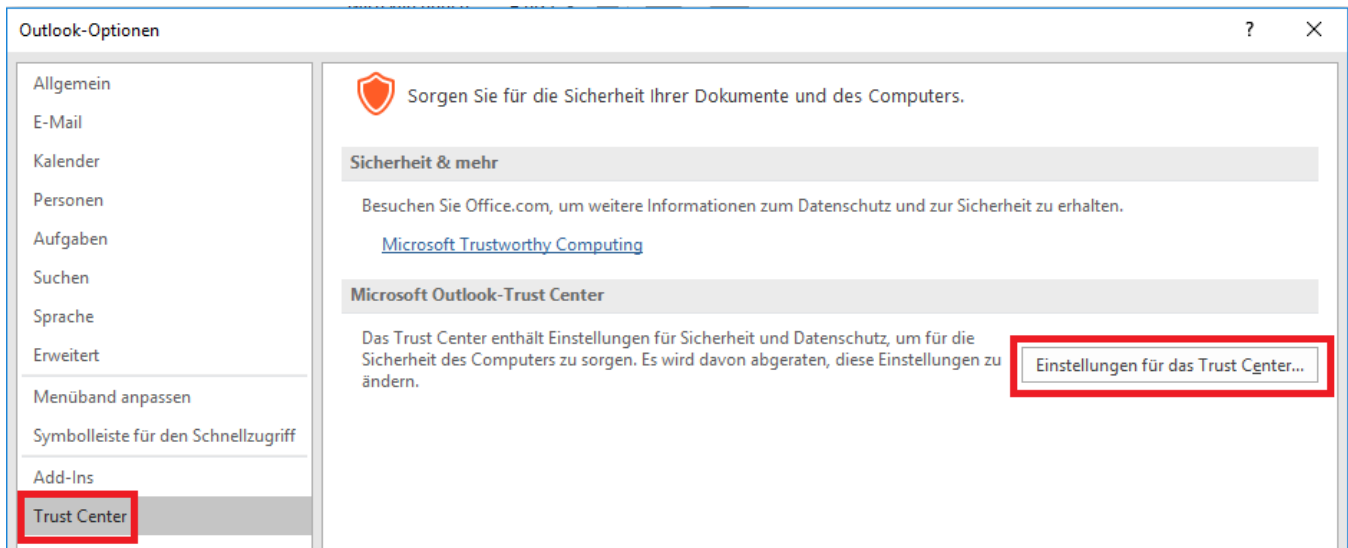 Outlook-Optionen ? ×
Allgemein
E-Mail
Kalender
Personen
Aufgaben
Suchen
Sprache
Erweitert
Menüband anpassen
Symbolleiste für den Schnellzugriff
Add-Ins
Trust Center
Sorgen Sie für die Sicherheit Ihrer Dokumente und des Computers.
Sicherheit & mehr
Besuchen Sie Office.com, um weitere Informationen zum Datenschutz und zur Sicherheit zu erhalten.
Microsoft Trustworthy Computing
Microsoft Outlook-Trust Center
Das Trust Center enthält Einstellungen für Sicherheit und Datenschutz, um für die
Sicherheit des Computers zu sorgen. Es wird davon abgeraten, diese Einstellungen zu
ändern.
Einstellungen für das Trust Center...